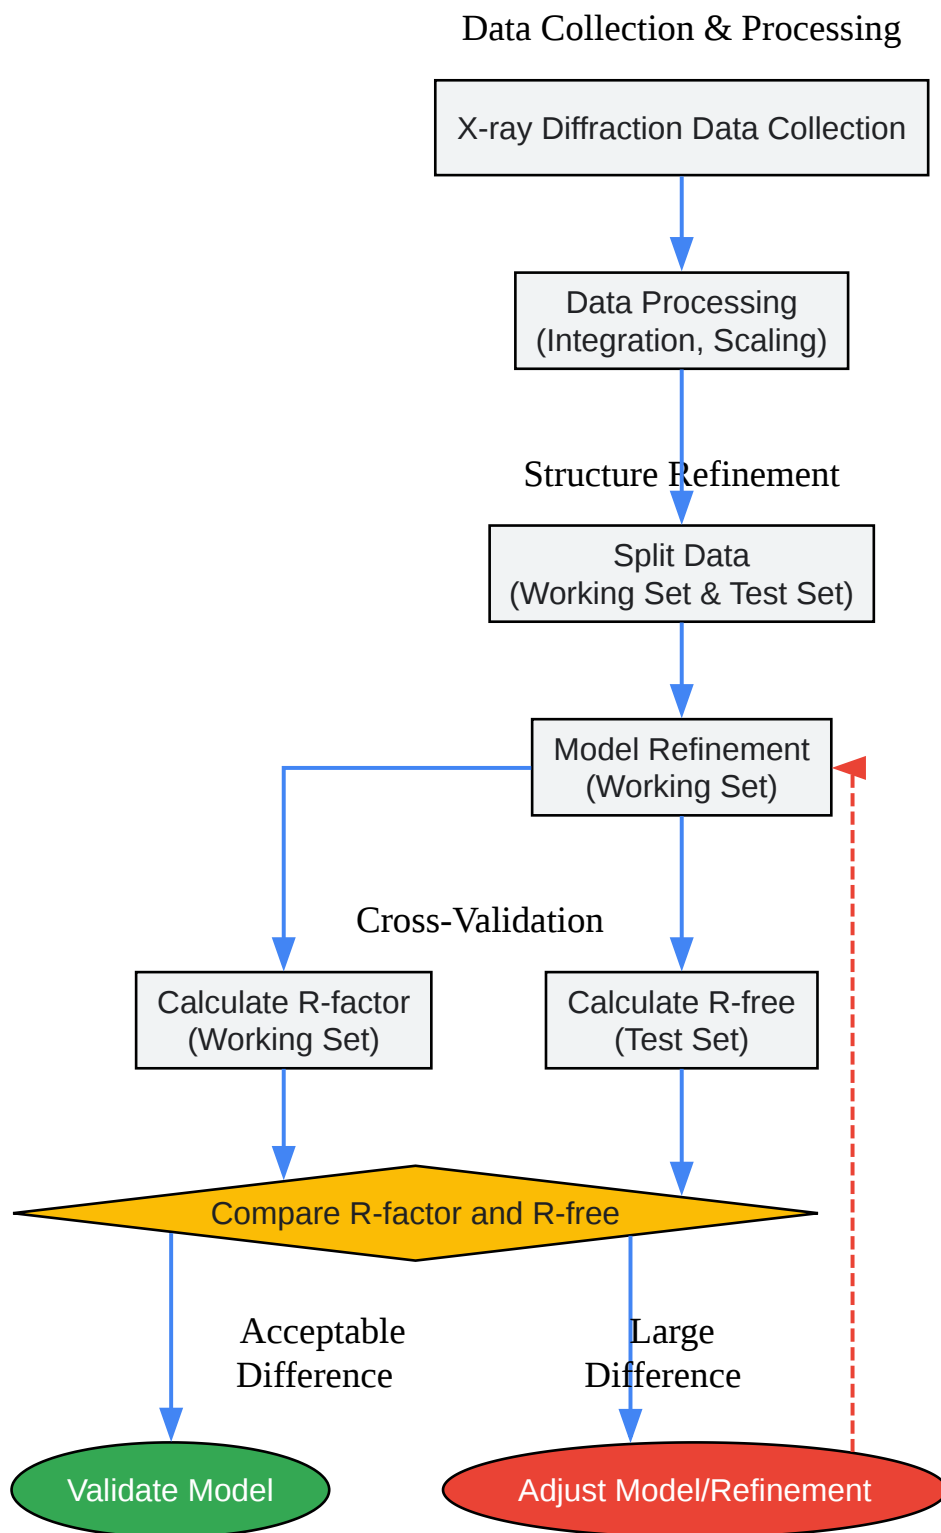 Data Collection & Processing
X-ray Diffraction Data Collection
Data Processing
(Integration, Scaling)
Structure Refinement
Split Data
(Working Set & Test Set)
Model Refinement
(Working Set)
Cross-Validation
Calculate R-factor
(Working Set)
Calculate R-free
(Test Set)
Compare R-factor and R-free
Acceptable
Difference
Large
Difference
Validate Model
Adjust Model/Refinement